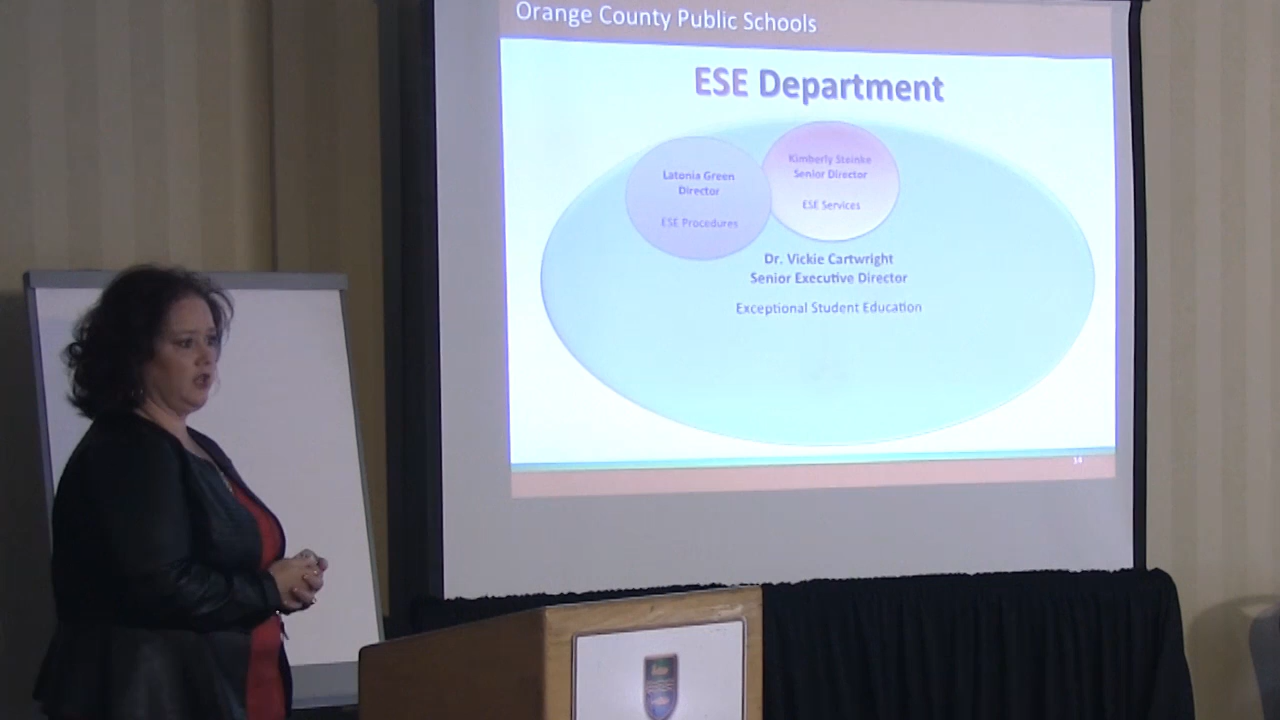 Orange County Public Schools
ESE Department
Latonia Green
Director
ESE Procedures
Kimberly Steinke
Senior Director
ESE Services
Dr. Vickie Cartwright
Senior Executive Director
Exceptional Student Education
14